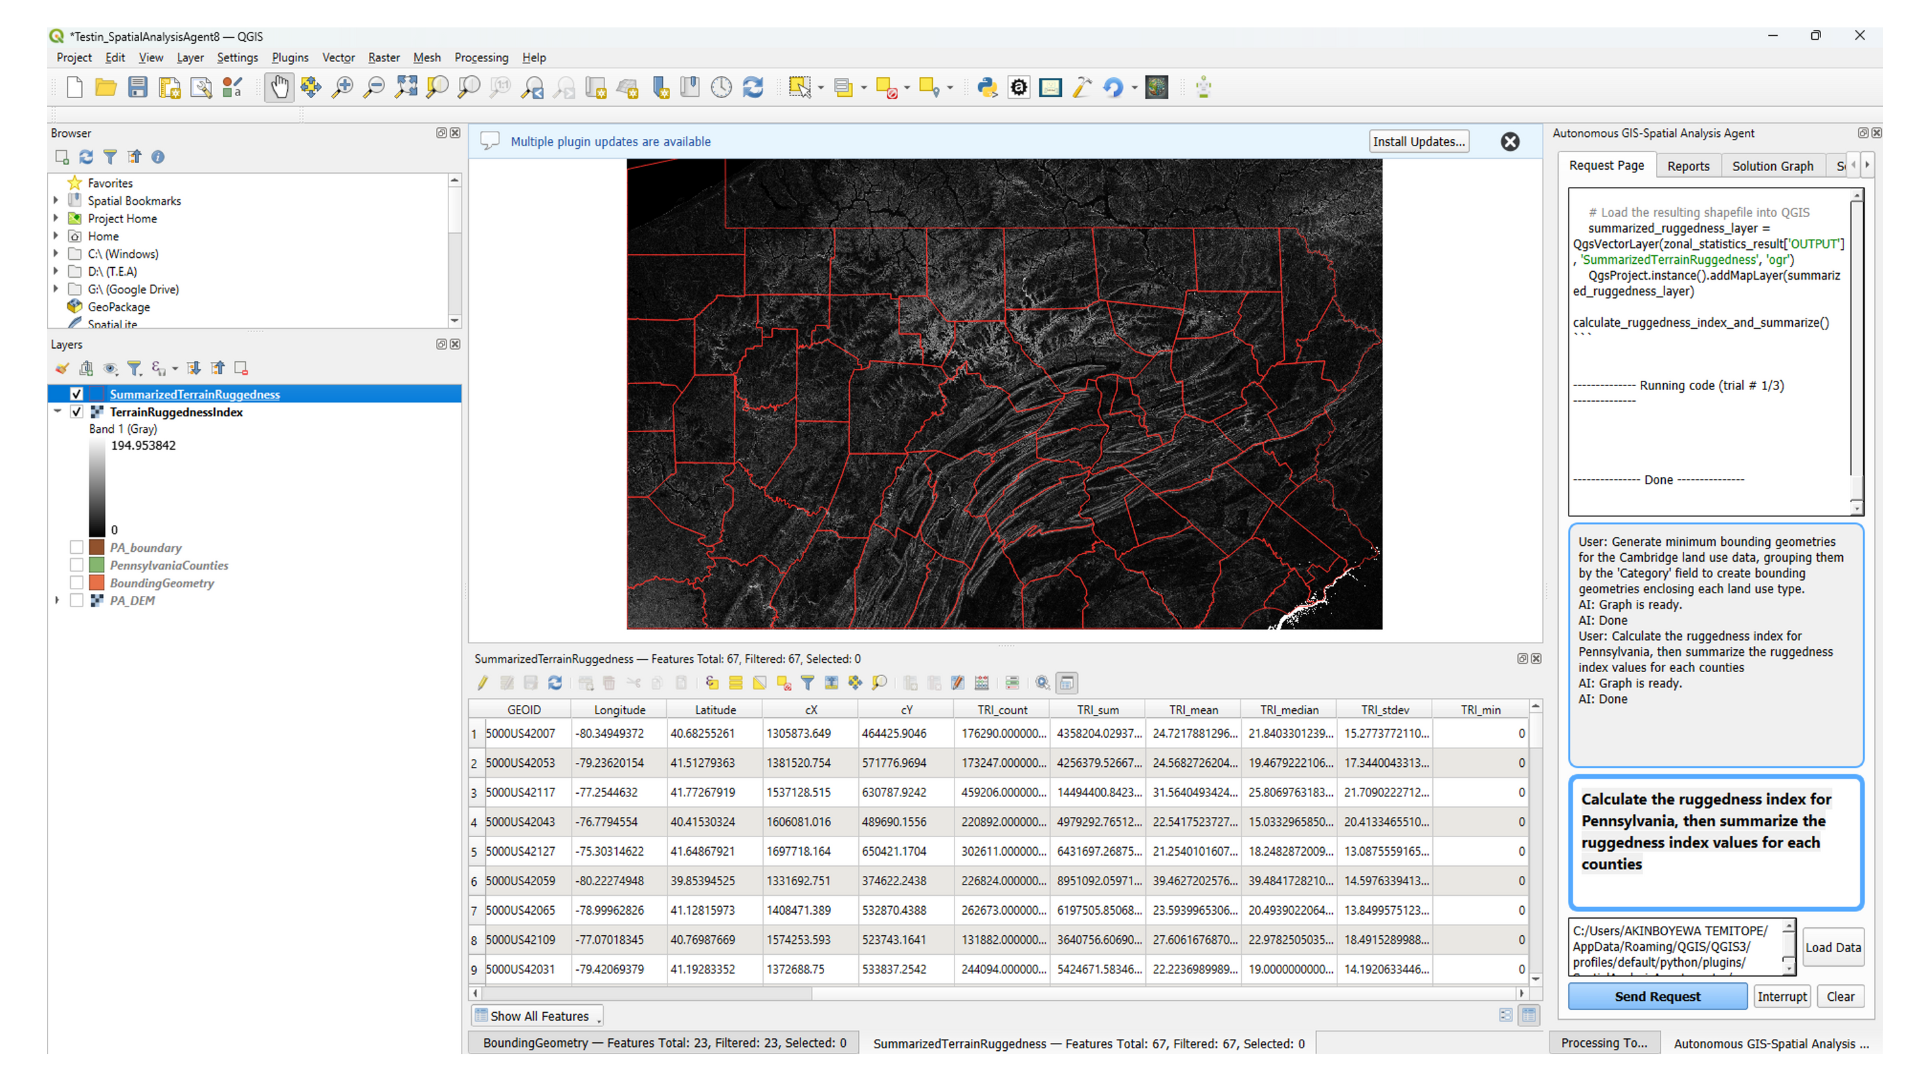 *Testin_SpatialAnalysisAgent8 — QGIS
Project Edit View Layer Settings Plugins Vector Raster Mesh Processing Help
Browser
Favorites
Spatial Bookmarks
Project Home
Home
C:\ (Windows)
D:\ (T.E.A)
G:\ (Google Drive)
GeoPackage
SpatiaLite
Layers
SummarizedTerrainRuggedness
TerrainRuggednessIndex
Band 1 (Gray)
194.953842
0
PA_boundary
PennsylvaniaCounties
BoundingGeometry
PA_DEM
Multiple plugin updates are available
Install Updates...
SummarizedTerrainRuggedness — Features Total: 67, Filtered: 67, Selected: 0
GEOID Longitude Latitude cX cY TRI_count TRI_sum TRI_mean TRI_median TRI_stdev TRI_min
1 5000US42007 -80.34949372 40.68255261 1305873.649 464425.9046 176290.000000... 4358204.02937... 24.7217881296... 21.8403301239... 15.2773772110... 0
2 5000US42053 -79.23620154 41.51279363 1381520.754 571776.9694 173247.000000... 4256379.52667... 24.5682726204... 19.4679222106... 17.3440043313... 0
3 5000US42117 -77.2544632 41.77267919 1537128.515 630787.9242 459206.000000... 14494400.8423... 31.5640493424... 25.8069763183... 21.7090222712... 0
4 5000US42043 -76.7794554 40.41530324 1606081.016 489690.1556 220892.000000... 4979292.76512... 22.5417523727... 15.0332965850... 20.4133465510... 0
5 5000US42127 -75.30314622 41.64867921 1697718.164 650421.1704 302611.000000... 6431697.26875... 21.2540101607... 18.2482872009... 13.0875559165... 0
6 5000US42059 -80.22274948 39.85394525 1331692.751 374622.2438 226824.000000... 8951092.05971... 39.4627202576... 39.4841728210... 14.5976339413... 0
7 5000US42065 -78.99962826 41.12815973 1408471.389 532870.4388 262673.000000... 6197505.85068... 23.5939965306... 20.4939022064... 13.8499575123... 0
8 5000US42109 -77.07018345 40.76987669 1574253.593 523743.1641 131882.000000... 3640756.60690... 27.6061676870... 22.9782505035... 18.4915289988... 0
9 5000US42031 -79.42069379 41.19283352 1372688.75 533837.2542 244094.000000... 5424671.58346... 22.2236989989... 19.0000000000... 14.1920633446... 0
Show All Features
BoundingGeometry — Features Total: 23, Filtered: 23, Selected: 0
SummarizedTerrainRuggedness — Features Total: 67, Filtered: 67, Selected: 0
Autonomous GIS-Spatial Analysis Agent
Request Page Reports Solution Graph
# Load the resulting shapefile into QGIS
summarized_ruggedness_layer =
QgsVectorLayer(zonal_statistics_result['OUTPUT']
, 'SummarizedTerrainRuggedness', 'ogr')
QgsProject.instance().addMapLayer(summariz
ed_ruggedness_layer)
calculate_ruggedness_index_and_summarize()
```
-------------- Running code (trial # 1/3)
--------------
--------------- Done ---------------
User: Generate minimum bounding geometries
for the Cambridge land use data, grouping them
by the 'Category' field to create bounding
geometries enclosing each land use type.
AI: Graph is ready.
AI: Done
User: Calculate the ruggedness index for
Pennsylvania, then summarize the ruggedness
index values for each counties
AI: Graph is ready.
AI: Done
Calculate the ruggedness index for
Pennsylvania, then summarize the
ruggedness index values for each
counties
C:/Users/AKINBOYEWA TEMITOPE/
AppData/Roaming/QGIS/QGIS3/
profiles/default/python/plugins/
Load Data
Send Request Interrupt Clear
Processing To... Autonomous GIS-Spatial Analysis ...